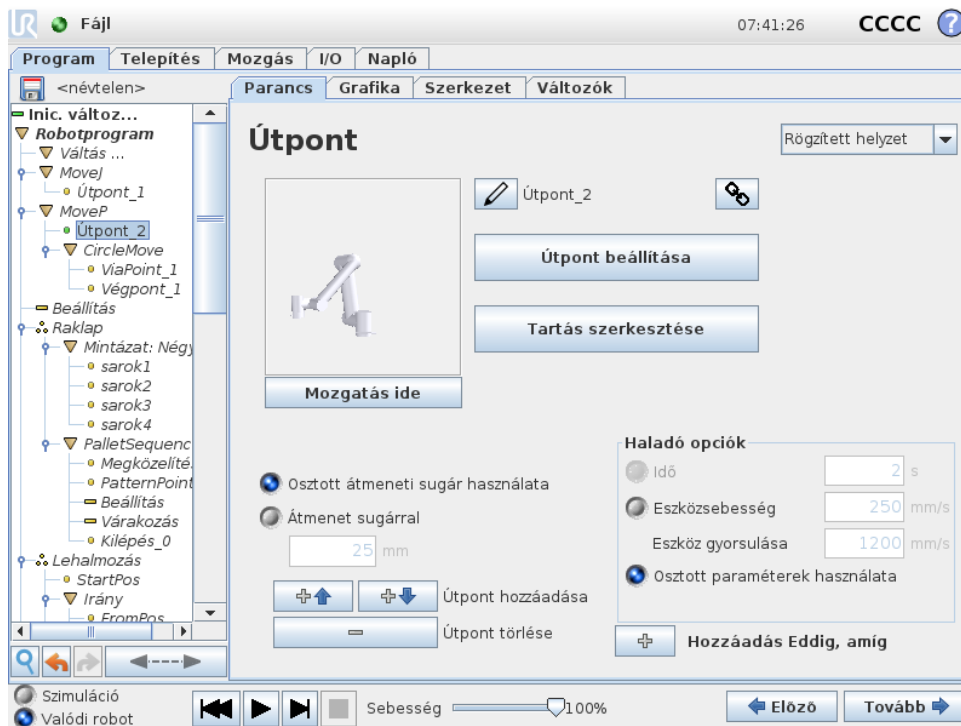 UR Fájl 07:41:26 CCCC ?
Program Telepítés Mozgás I/O Napló
<névtelen>
Parancs Grafika Szerkezet Változók
Inic. változ...
Robotprogram
Váltás ...
MoveJ
Útpont_1
MoveP
Útpont_2
CircleMove
ViaPoint_1
Végpont_1
Beállítás
Raklap
Mintázat: Négy
sarok1
sarok2
sarok3
sarok4
PalletSequenc
Megközelítés
PatternPoint
Beállítás
Várakozás
Kilépés_0
Lehalmozás
StartPos
Irány
FromPos
Útpont
Rögzített helyzet
Útpont_2
Útpont beállítása
Tartás szerkesztése
Mozgatás ide
Osztott átmeneti sugár használata
Átmenet sugárral
25 mm
Útpont hozzáadása
Útpont törlése
Haladó opciók
Idő 2 s
Eszközsebesség 250 mm/s
Eszköz gyorsulása 1200 mm/s
Osztott paraméterek használata
Hozzáadás Eddig, amíg
Szimuláció
Valódi robot
Sebesség 100%
Elöző Tovább